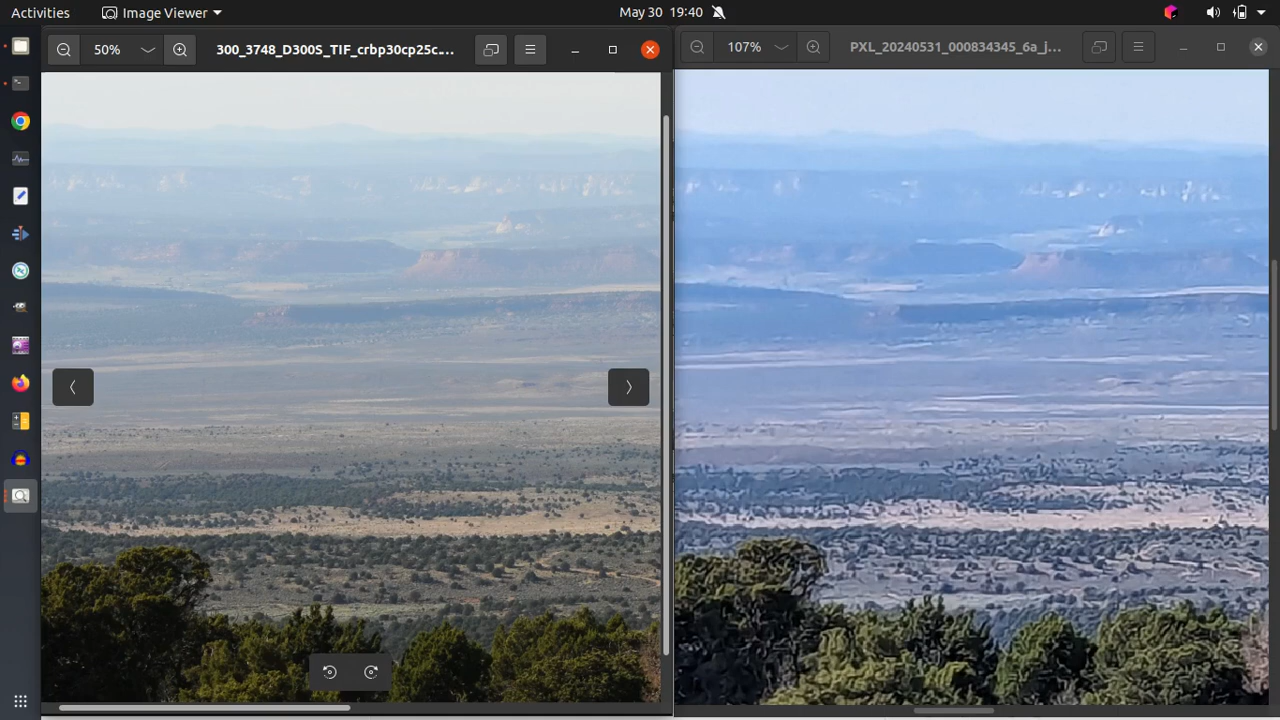 Activities
Image Viewer
May 30 19:40
50%
300_3748_D300S_TIF_crbp30cp25c...
107%
PXL_20240531_000834345_6a_j...